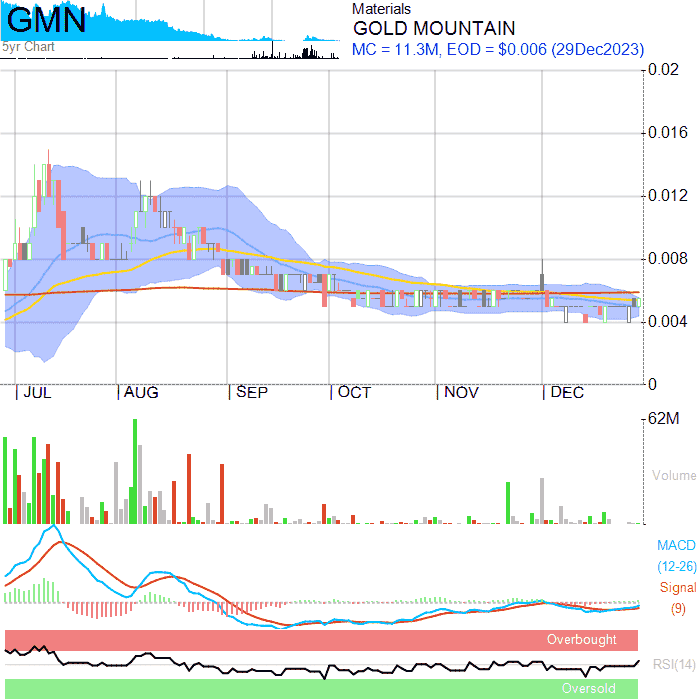 GMN
5yr Chart
Materials
GOLD MOUNTAIN
MC = 11.3M, EOD = $0.006 (29Dec2023)
0.02
0.016
0.012
0.008
0.004
0
JUL AUG SEP OCT NOV DEC
62M
Volume
MACD
(12-26)
Signal
(9)
Overbought
RSI(14)
Oversold